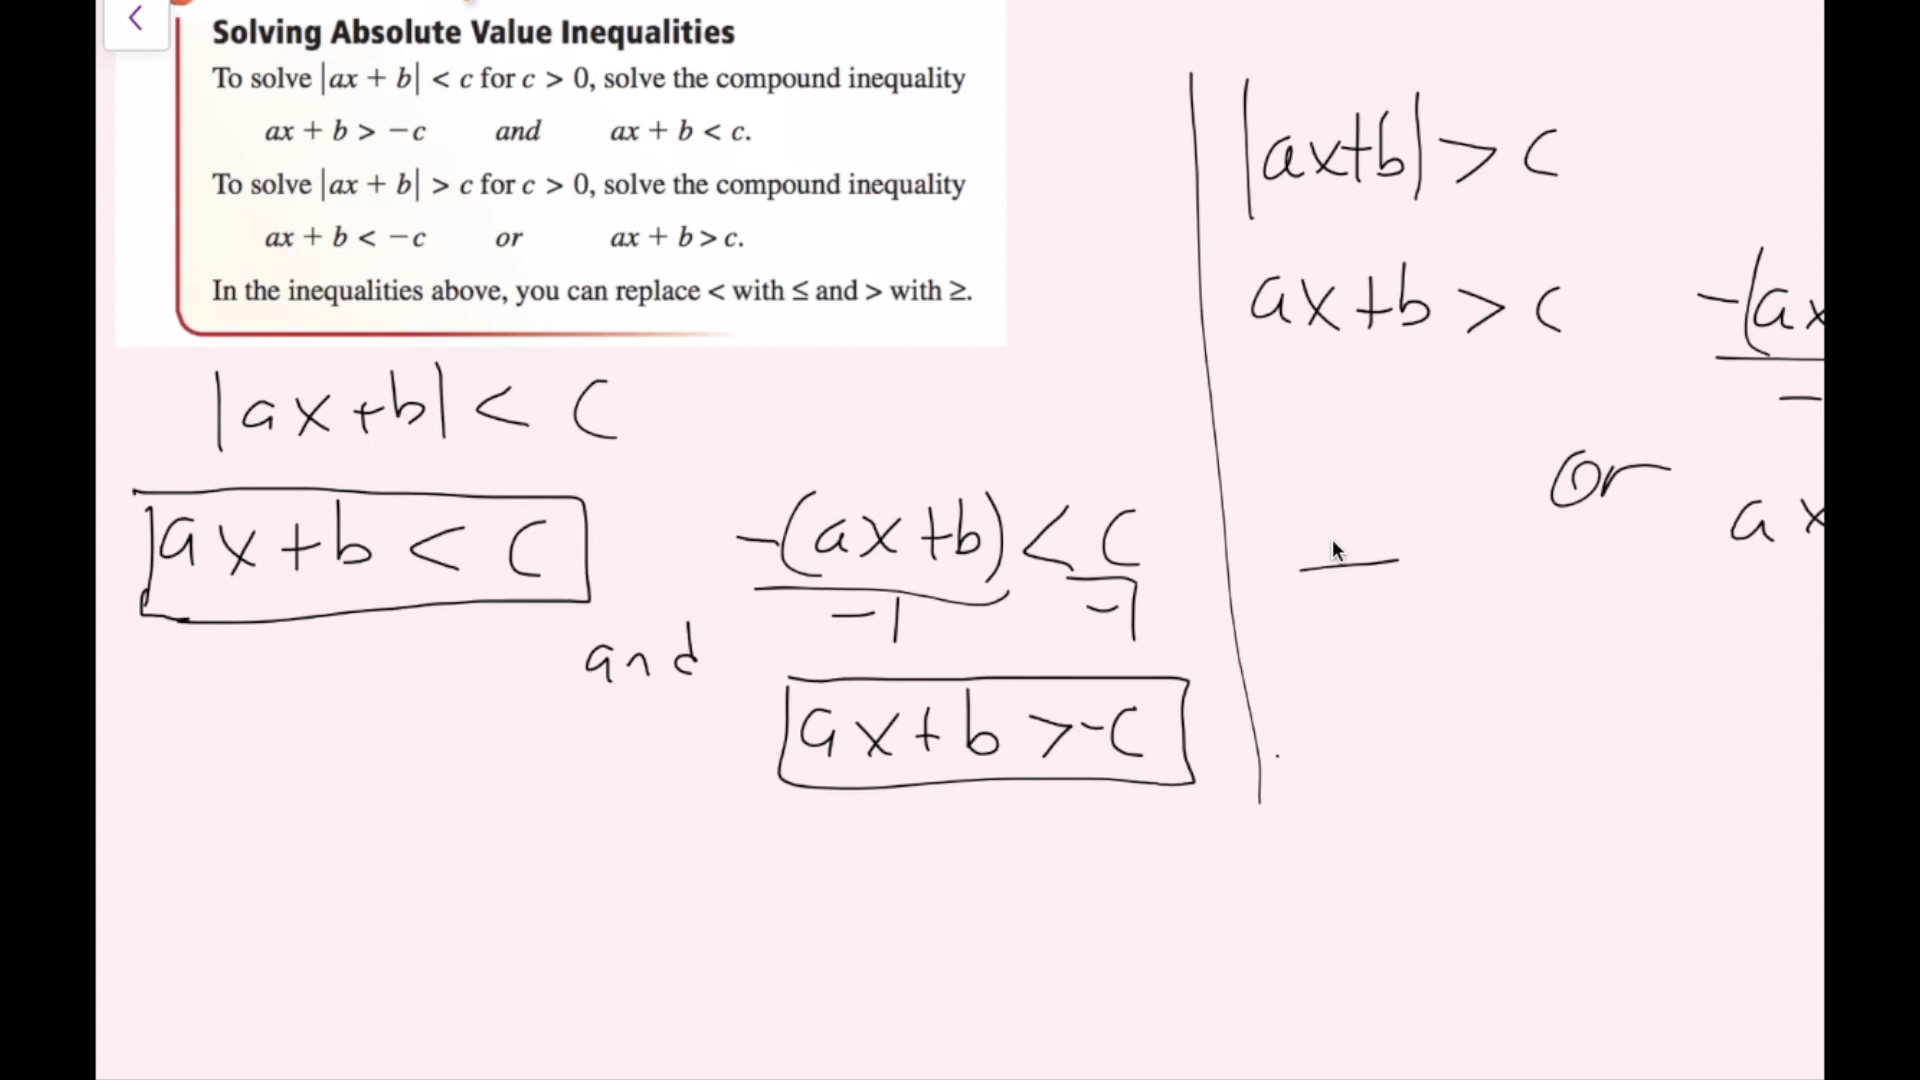 Solving Absolute Value Inequalities
To solve |ax + b| < c for c > 0, solve the compound inequality
ax + b > −c and ax + b < c.
To solve |ax + b| > c for c > 0, solve the compound inequality
ax + b < −c or ax + b > c.
In the inequalities above, you can replace < with ≤ and > with ≥.
|ax+b| < c
ax+b < c
-(ax+b) < c
-1 -1
and
ax+b > -c
|ax+b| > c
ax+b > c
-(ax
-
or
ax